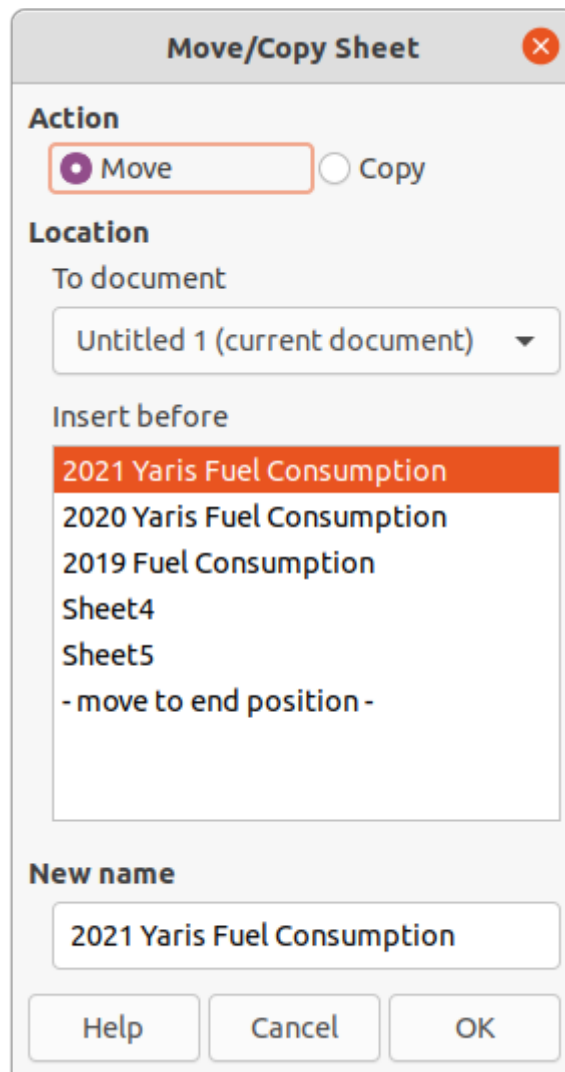 Move/Copy Sheet
Action
Move Copy
Location
To document
Untitled 1 (current document)
Insert before
2021 Yaris Fuel Consumption
2020 Yaris Fuel Consumption
2019 Fuel Consumption
Sheet4
Sheet5
- move to end position -
New name
2021 Yaris Fuel Consumption
Help Cancel OK